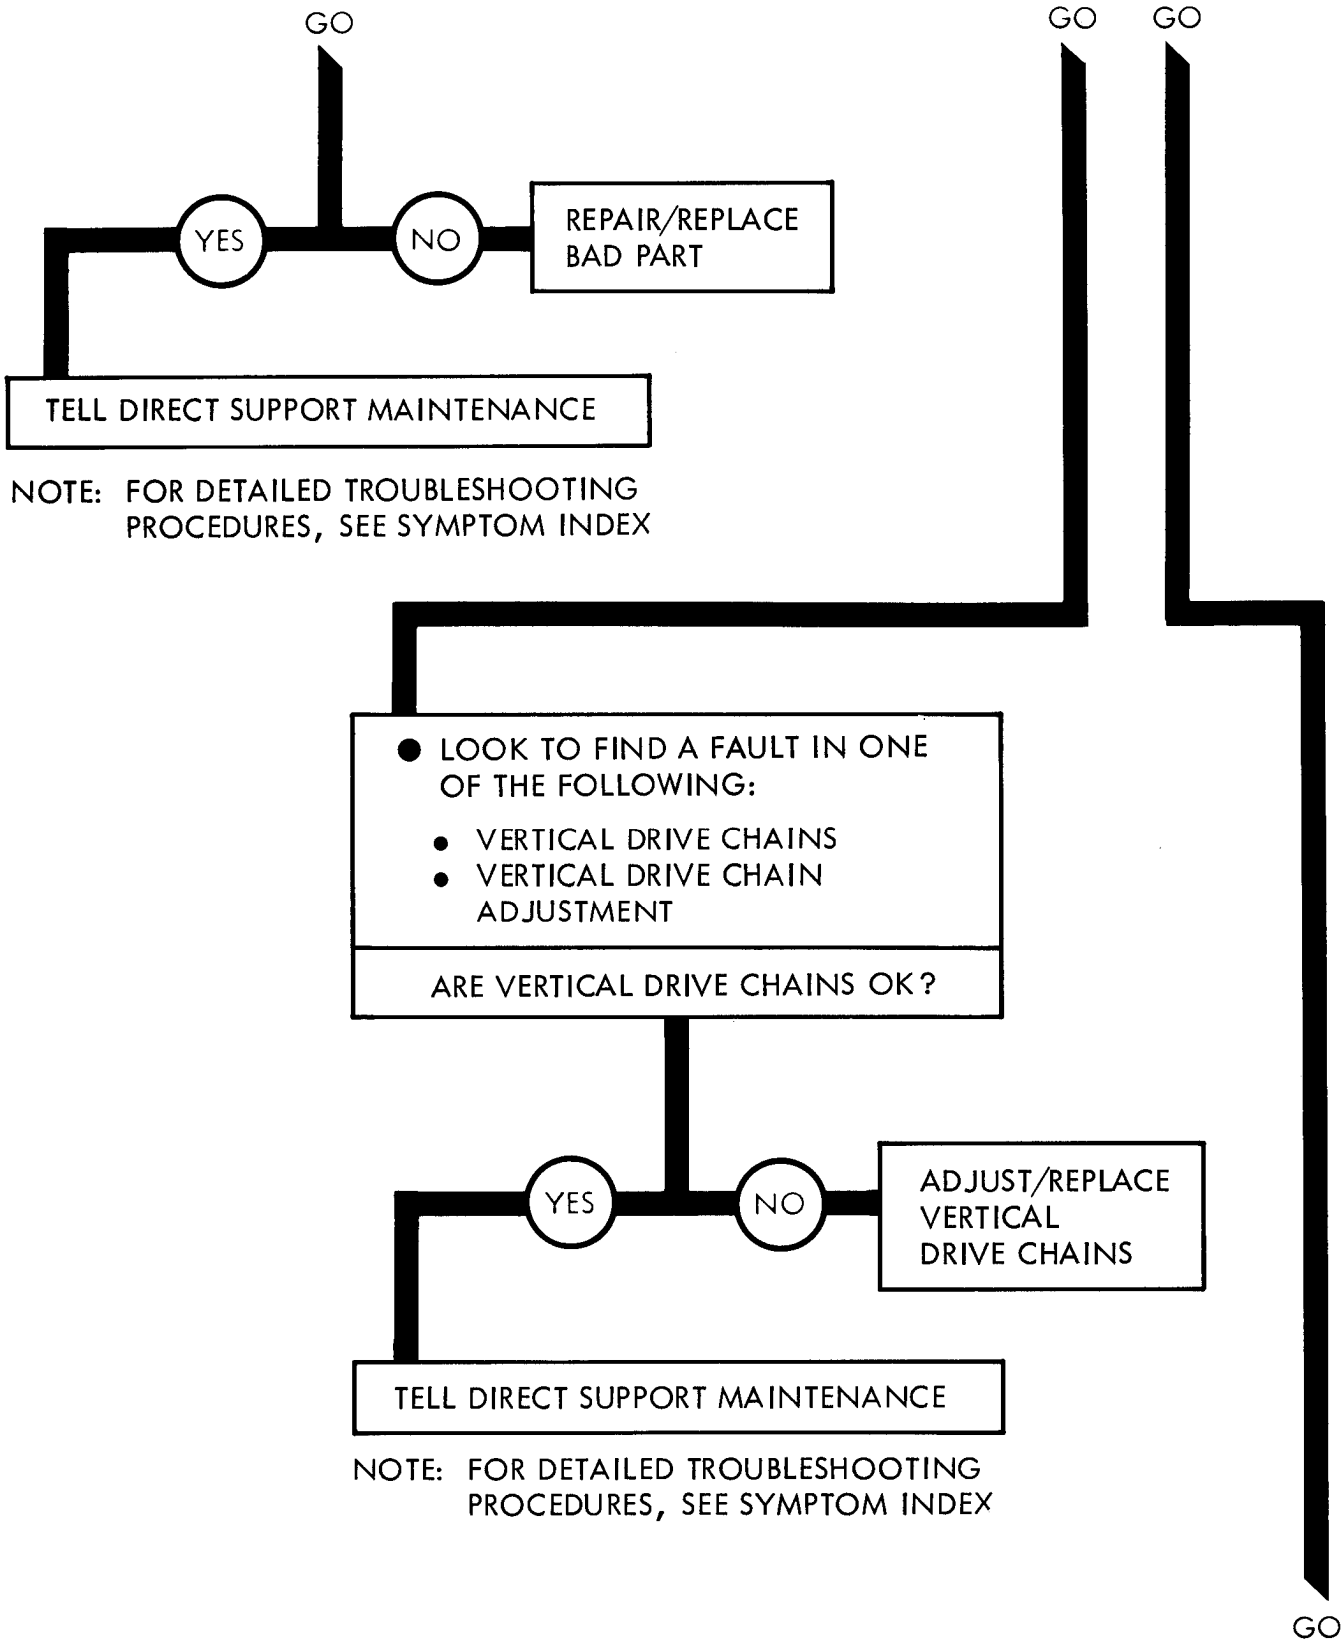 GO
GO
GO
YES
NO
REPAIR/REPLACE
BAD PART
TELL DIRECT SUPPORT MAINTENANCE
NOTE: FOR DETAILED TROUBLESHOOTING
PROCEDURES, SEE SYMPTOM INDEX
● LOOK TO FIND A FAULT IN ONE
OF THE FOLLOWING:
● VERTICAL DRIVE CHAINS
● VERTICAL DRIVE CHAIN
ADJUSTMENT
ARE VERTICAL DRIVE CHAINS OK?
YES
NO
ADJUST/REPLACE
VERTICAL
DRIVE CHAINS
TELL DIRECT SUPPORT MAINTENANCE
NOTE: FOR DETAILED TROUBLESHOOTING
PROCEDURES, SEE SYMPTOM INDEX
GO